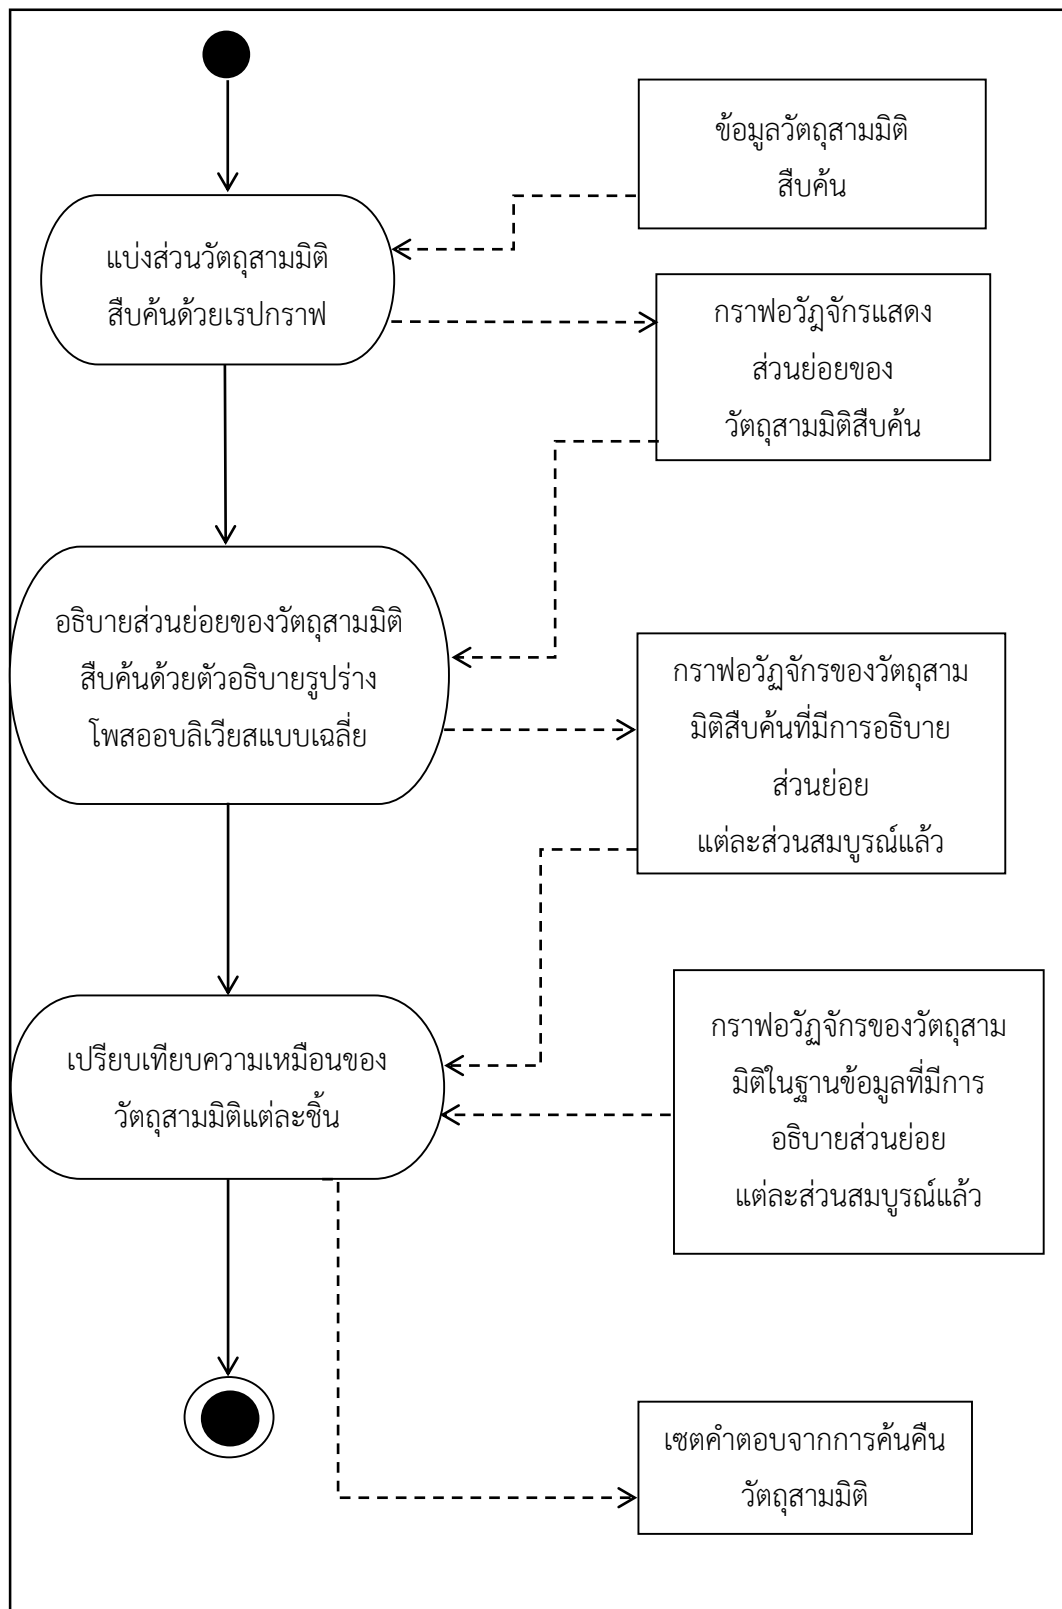 ข้อมูลวัตถุสามมิติ
สืบค้น
แบ่งส่วนวัตถุสามมิติ
สืบค้นด้วยเรปกราฟ
กราฟอวัฎจักรแสดง
ส่วนย่อยของ
วัตถุสามมิติสืบค้น
อธิบายส่วนย่อยของวัตถุสามมิติ
สืบค้นด้วยตัวอธิบายรูปร่าง
โพสออบลิเวียสแบบเฉลี่ย
กราฟอวัฏจักรของวัตถุสาม
มิติสืบค้นที่มีการอธิบาย
ส่วนย่อย
แต่ละส่วนสมบูรณ์แล้ว
เปรียบเทียบความเหมือนของ
วัตถุสามมิติแต่ละชิ้น
กราฟอวัฏจักรของวัตถุสาม
มิติในฐานข้อมูลที่มีการ
อธิบายส่วนย่อย
แต่ละส่วนสมบูรณ์แล้ว
เซตคำตอบจากการค้นคืน
วัตถุสามมิติ